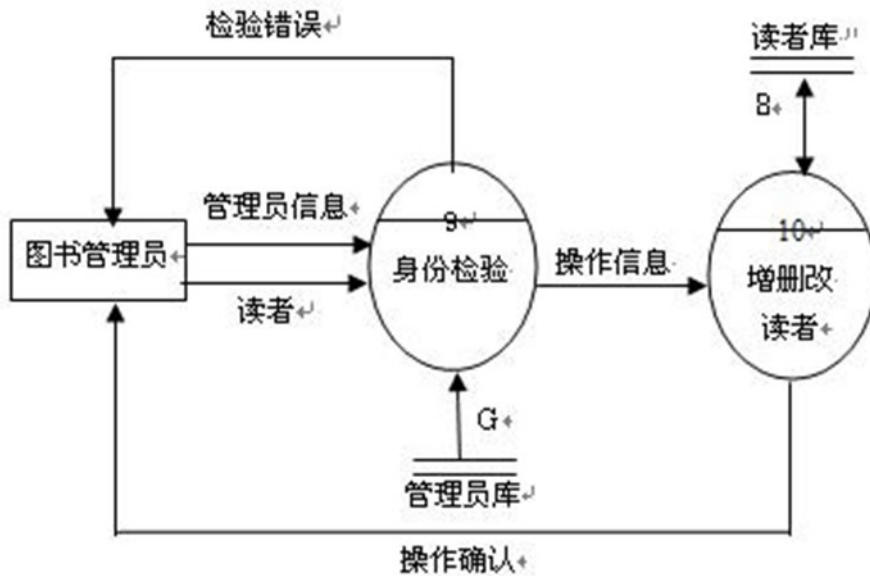 检验错误
读者库
8
管理员信息
9
10
图书管理员
身份检验
操作信息
增删改
读者
读者
G
管理员库
操作确认